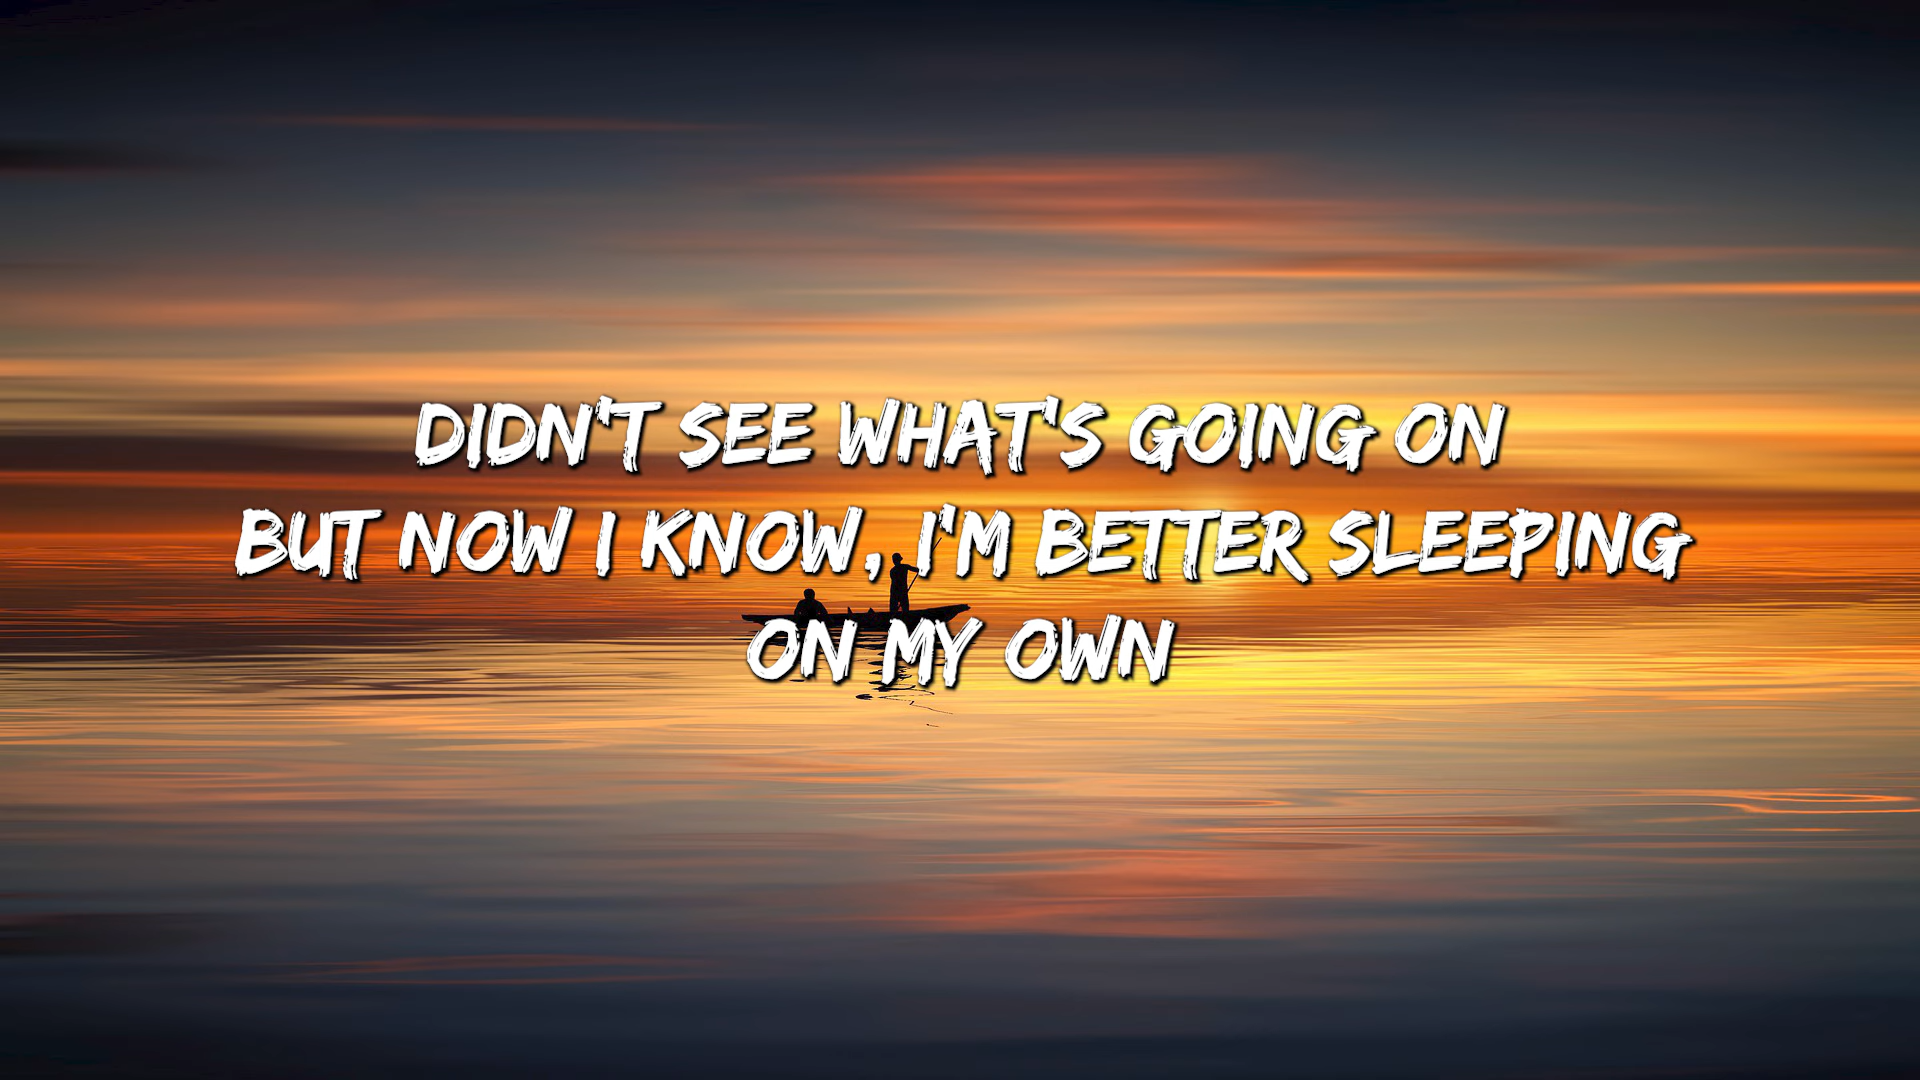 DIDN'T SEE WHAT'S GOING ON
BUT NOW I KNOW, I'M BETTER SLEEPING
ON MY OWN